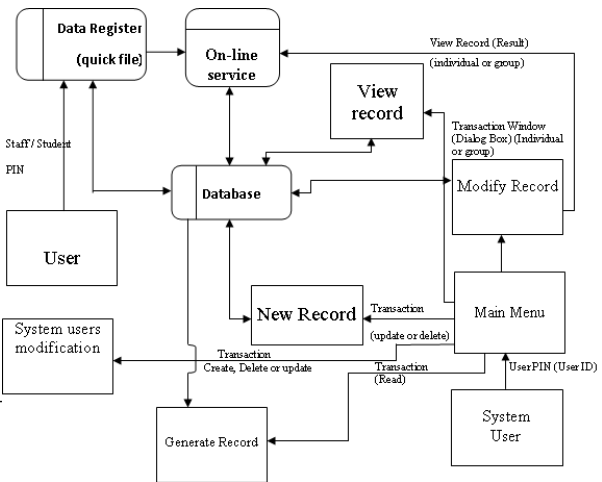 Data Register
(quick file)
On-line
service
View Record (Result)
(individual or group)
View
record
Transaction Window
(Dialog Box) (Individual
or group)
Staff / Student
PIN
Database
Modify Record
User
New Record
Transaction
(update or delete)
Main Menu
System users
modification
Transaction
Create, Delete or update
Transaction
(Read)
UserPIN (User ID)
System
User
Generate Record